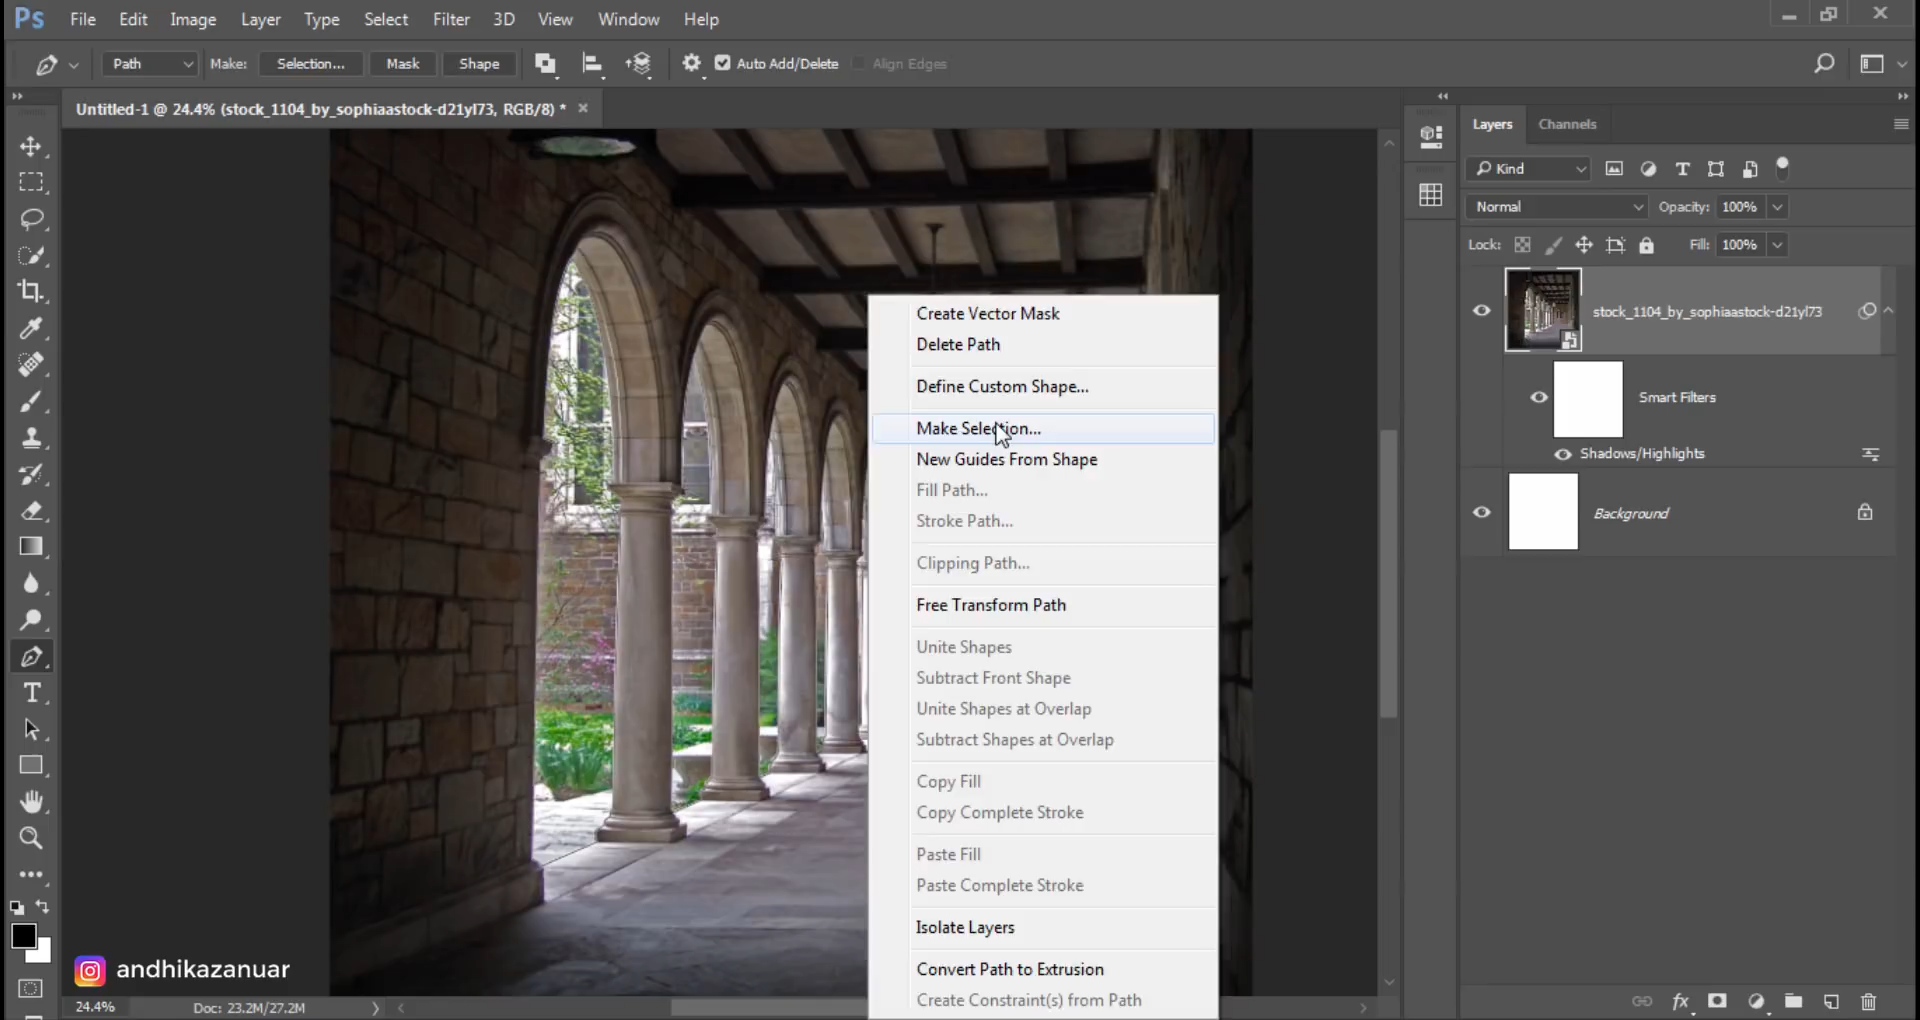 Ps File Edit Image Layer Type Select Filter 3D View Window Help
Path Make: Selection... Mask Shape Auto Add/Delete Align Edges
Untitled-1 @ 24.4% (stock_1104_by_sophiaastock-d21yl73, RGB/8) *
Layers Channels
Kind
Normal Opacity: 100%
Lock: Fill: 100%
stock_1104_by_sophiaastock-d21yl73
Smart Filters
Shadows/Highlights
Background
Create Vector Mask
Delete Path
Define Custom Shape...
Make Selection...
New Guides From Shape
Fill Path...
Stroke Path...
Clipping Path...
Free Transform Path
Unite Shapes
Subtract Front Shape
Unite Shapes at Overlap
Subtract Shapes at Overlap
Copy Fill
Copy Complete Stroke
Paste Fill
Paste Complete Stroke
Isolate Layers
Convert Path to Extrusion
Create Constraint(s) from Path
andhikazanuar
24.4% Doc: 23.2M/27.2M
fx